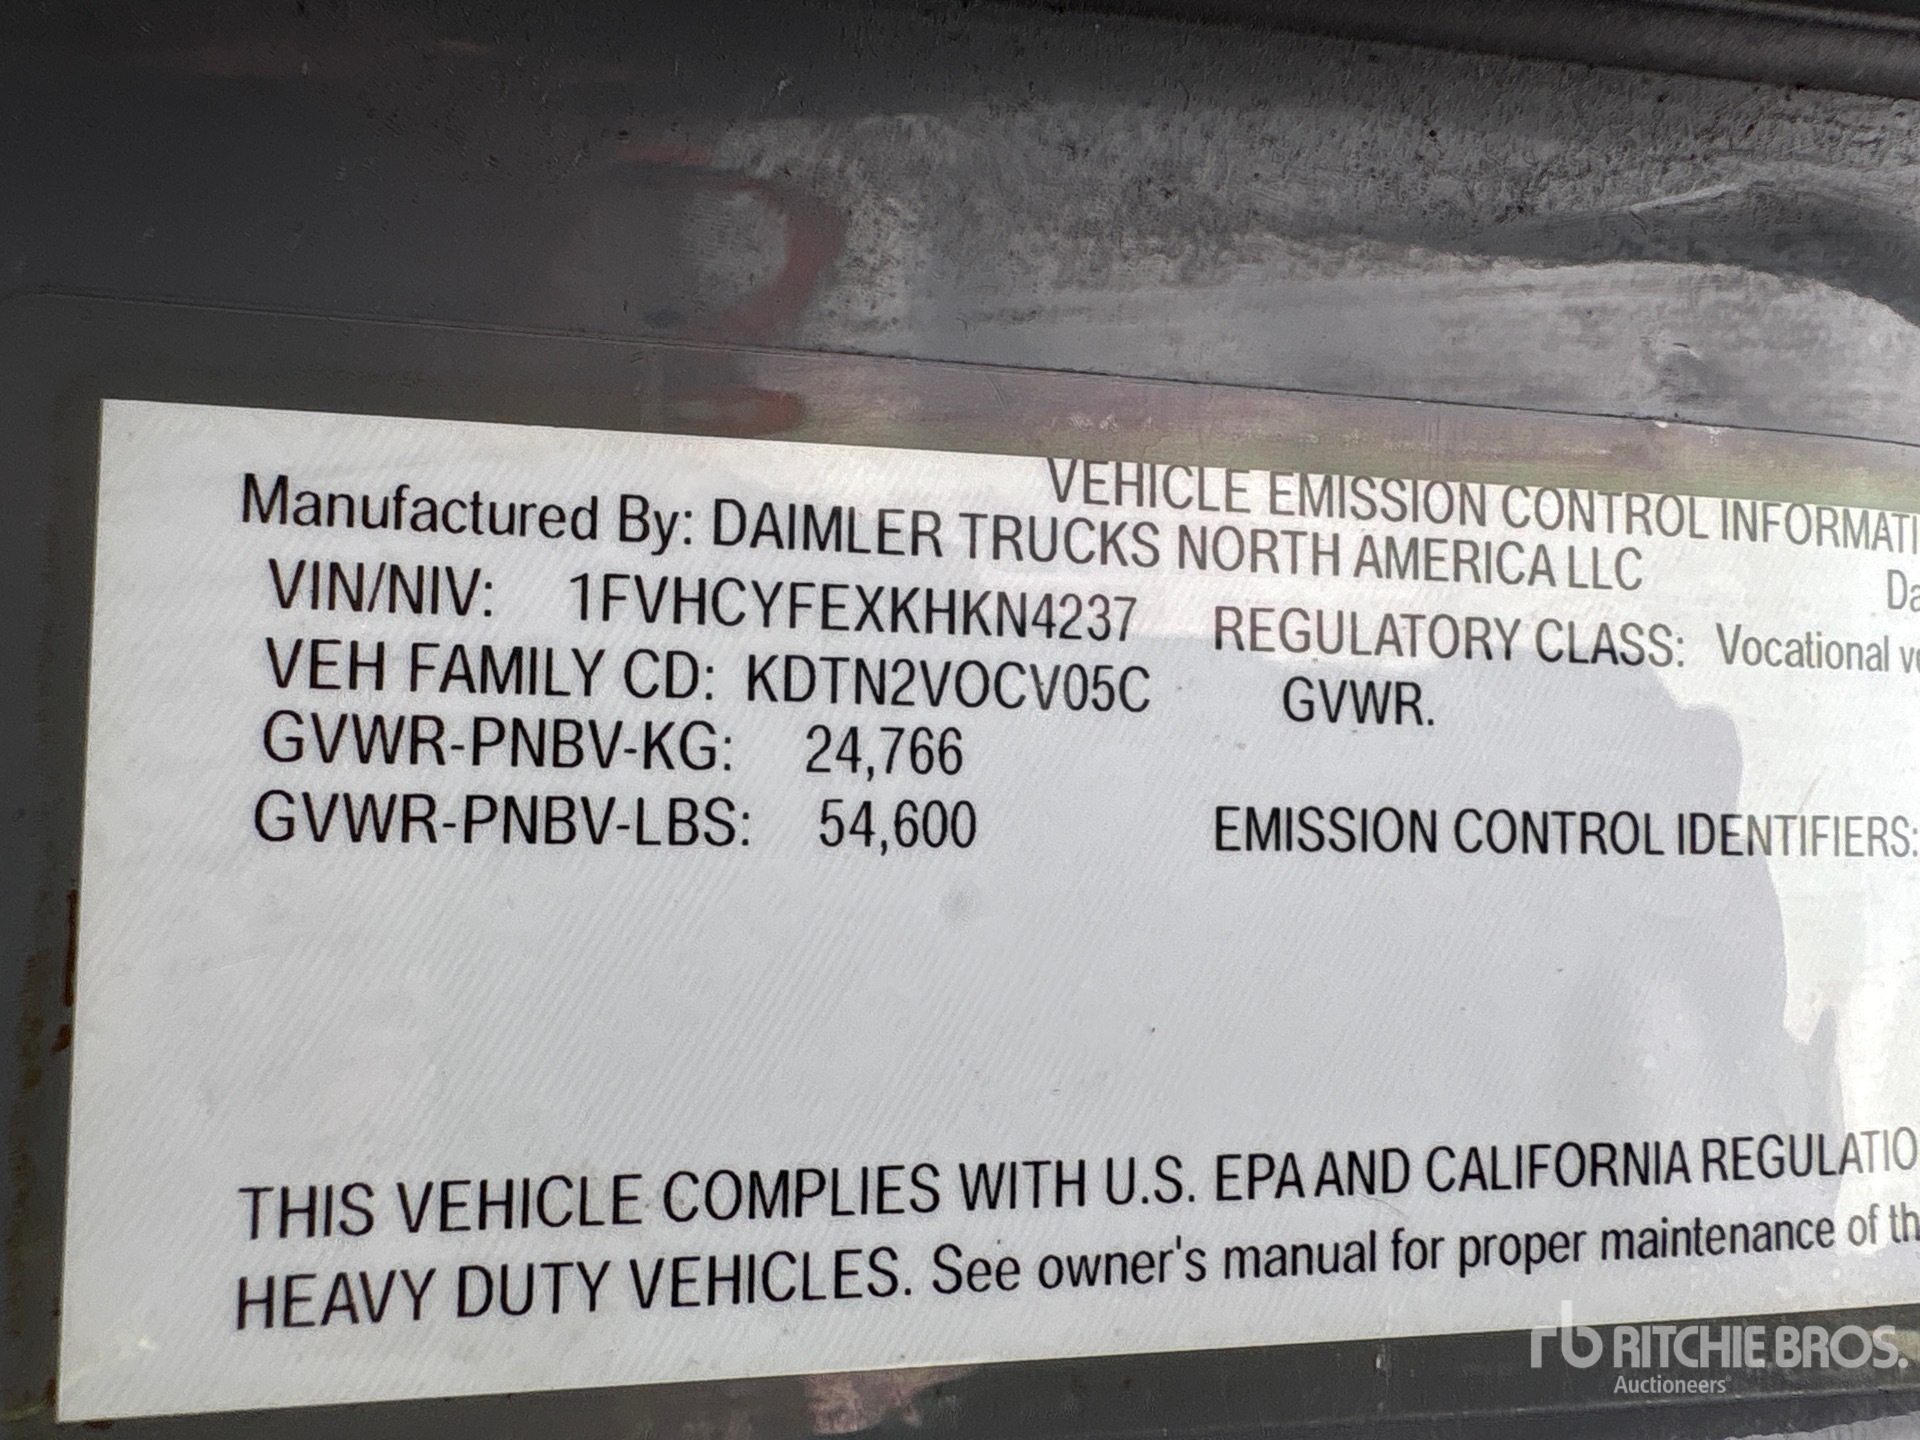 VEHICLE EMISSION CONTROL INFORMATI
Manufactured By: DAIMLER TRUCKS NORTH AMERICA LLC
Da
VIN/NIV: 1FVHCYFEXKHKN4237
REGULATORY CLASS: Vocational ve
VEH FAMILY CD: KDTN2VOCV05C
GVWR.
GVWR-PNBV-KG: 24,766
GVWR-PNBV-LBS: 54,600
EMISSION CONTROL IDENTIFIERS:
THIS VEHICLE COMPLIES WITH U.S. EPA AND CALIFORNIA REGULATIO
HEAVY DUTY VEHICLES. See owner's manual for proper maintenance of th
rb RITCHIE BROS.
Auctioneers